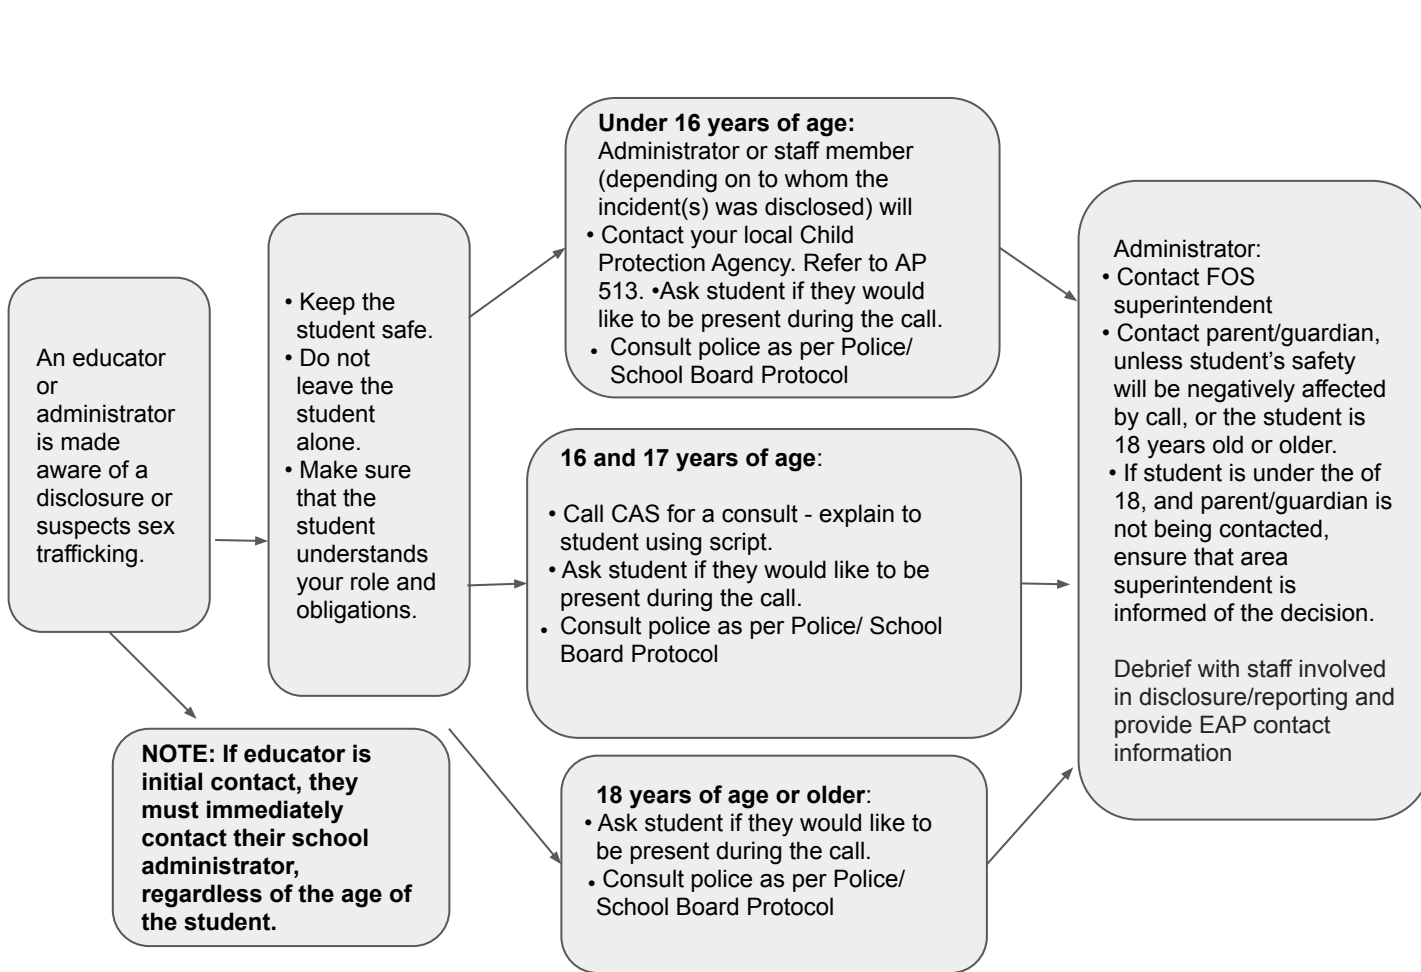 An educator
or
administrator
is made
aware of a
disclosure or
suspects sex
trafficking.
NOTE: If educator is
initial contact, they
must immediately
contact their school
administrator,
regardless of the age of
the student.
• Keep the
student safe.
• Do not
leave the
student
alone.
• Make sure
that the
student
understands
your role and
obligations.
Under 16 years of age:
Administrator or staff member
(depending on to whom the
incident(s) was disclosed) will
• Contact your local Child
Protection Agency. Refer to AP
513. •Ask student if they would
like to be present during the call.
• Consult police as per Police/
School Board Protocol
16 and 17 years of age:
• Call CAS for a consult - explain to
student using script.
• Ask student if they would like to be
present during the call.
• Consult police as per Police/ School
Board Protocol
18 years of age or older:
• Ask student if they would like to
be present during the call.
• Consult police as per Police/
School Board Protocol
Administrator:
• Contact FOS
superintendent
• Contact parent/guardian,
unless student’s safety
will be negatively affected
by call, or the student is
18 years old or older.
• If student is under the of
18, and parent/guardian is
not being contacted,
ensure that area
superintendent is
informed of the decision.
Debrief with staff involved
in disclosure/reporting and
provide EAP contact
information